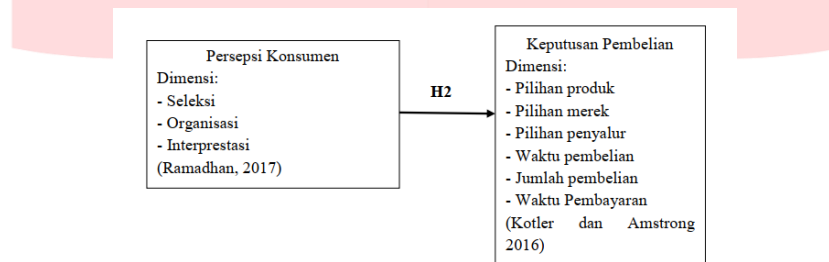 Persepsi Konsumen
Dimensi:
- Seleksi
- Organisasi
- Interprestasi
(Ramadhan, 2017)
H2
Keputusan Pembelian
Dimensi:
- Pilihan produk
- Pilihan merek
- Pilihan penyalur
- Waktu pembelian
- Jumlah pembelian
- Waktu Pembayaran
(Kotler dan Amstrong
2016)